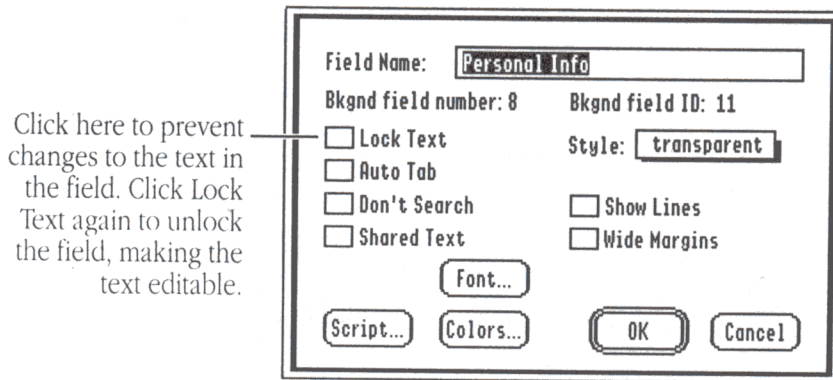 Field Name: Personal Info
Bkgnd field number: 8 Bkgnd field ID: 11
Click here to prevent
changes to the text in
the field. Click Lock
Text again to unlock
the field, making the
text editable.
Lock Text
Style: transparent
Auto Tab
Don't Search
Show Lines
Shared Text
Wide Margins
Font...
Script... Colors... OK Cancel